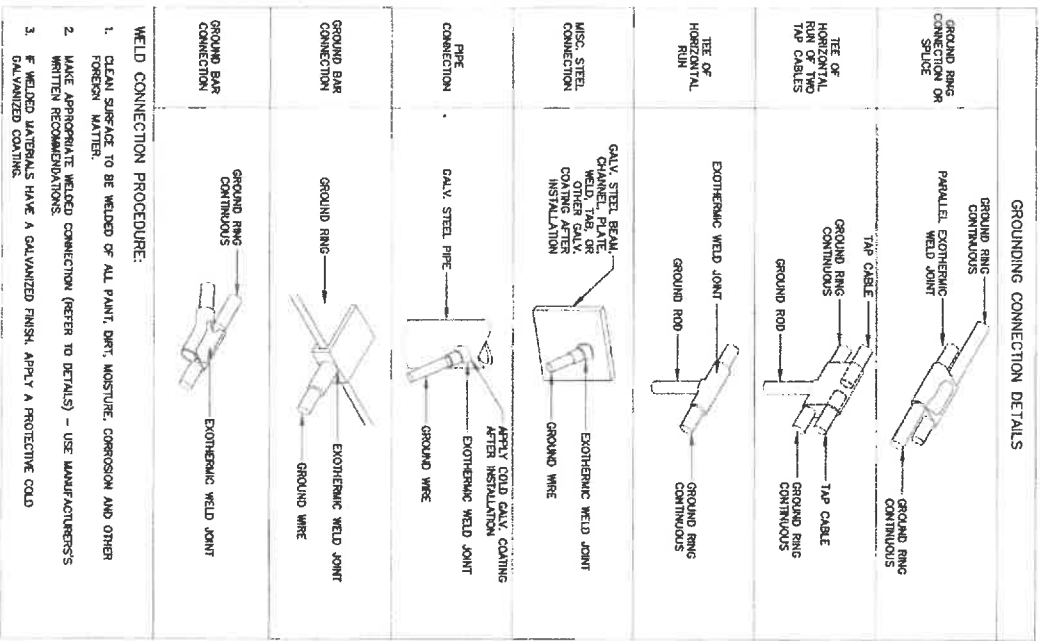 GROUNDING CONNECTION DETAILS
GROUND RING
CONNECTION OR
SPLICE
GROUND RING
CONTINUOUS
PARALLEL EXOTHERMIC
WELD JOINT
GROUND RING
CONTINUOUS
TEE OF
HORIZONTAL
RUN OF TWO
TAP CABLES
TAP CABLE
GROUND RING
CONTINUOUS
GROUND ROD
TAP CABLE
GROUND RING
CONTINUOUS
TEE OF
HORIZONTAL
RUN
EXOTHERMIC WELD JOINT
GROUND ROD
GROUND RING
CONTINUOUS
MISC. STEEL
CONNECTION
GALV. STEEL BEAM,
CHANNEL, PLATE,
WELD, TAB, OR
OTHER GALV.
COATING AFTER
INSTALLATION
EXOTHERMIC WELD JOINT
GROUND WIRE
PIPE
CONNECTION
GALV. STEEL PIPE
APPLY COLD GALV. COATING
AFTER INSTALLATION
EXOTHERMIC WELD JOINT
GROUND WIRE
GROUND BAR
CONNECTION
GROUND RING
EXOTHERMIC WELD JOINT
GROUND WIRE
GROUND BAR
CONNECTION
GROUND RING
CONTINUOUS
EXOTHERMIC WELD JOINT
WELD CONNECTION PROCEDURE:
1. CLEAN SURFACE TO BE WELDED OF ALL PAINT, DIRT, MOISTURE, CORROSION AND OTHER
FOREIGN MATTER.
2. MAKE APPROPRIATE WELDED CONNECTION (REFER TO DETAILS) – USE MANUFACTURERS'S
WRITTEN RECOMMENDATIONS.
3. IF WELDED MATERIALS HAVE A GALVANIZED FINISH, APPLY A PROTECTIVE COLD
GALVANIZED COATING.